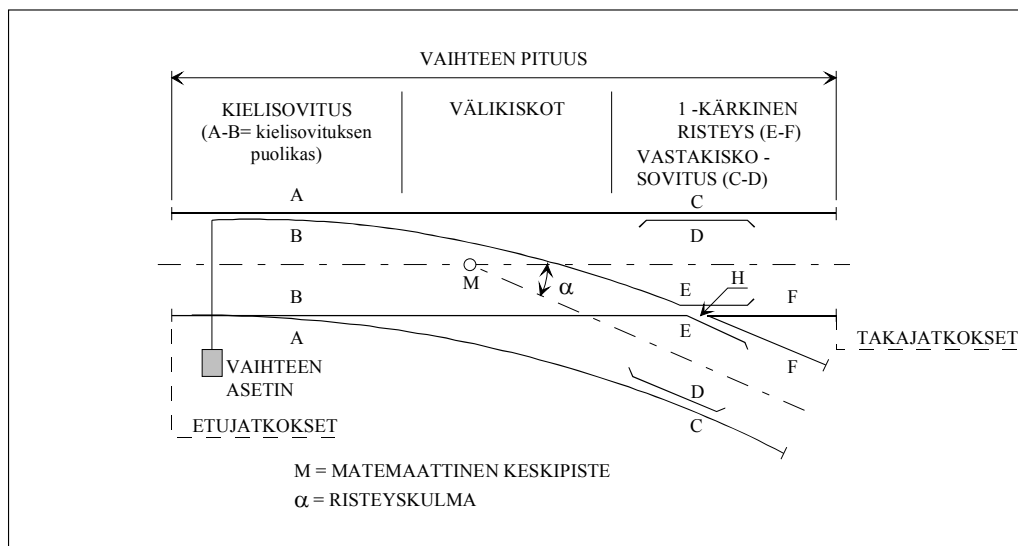 VAIHTEEN PITUUS
KIELISOVITUS
(A-B= kielisovituksen
puolikas)
VÄLIKISKOT
1 -KÄRKINEN
RISTEYS (E-F)
VASTAKISKO -
SOVITUS (C-D)
A
C
B
D
M
α
H
B
E
F
A
E
F
TAKAJATKOKSET
VAIHTEEN
ASETIN
D
C
ETUJATKOKSET
M = MATEMAATTINEN KESKIPISTE
α = RISTEYSKULMA